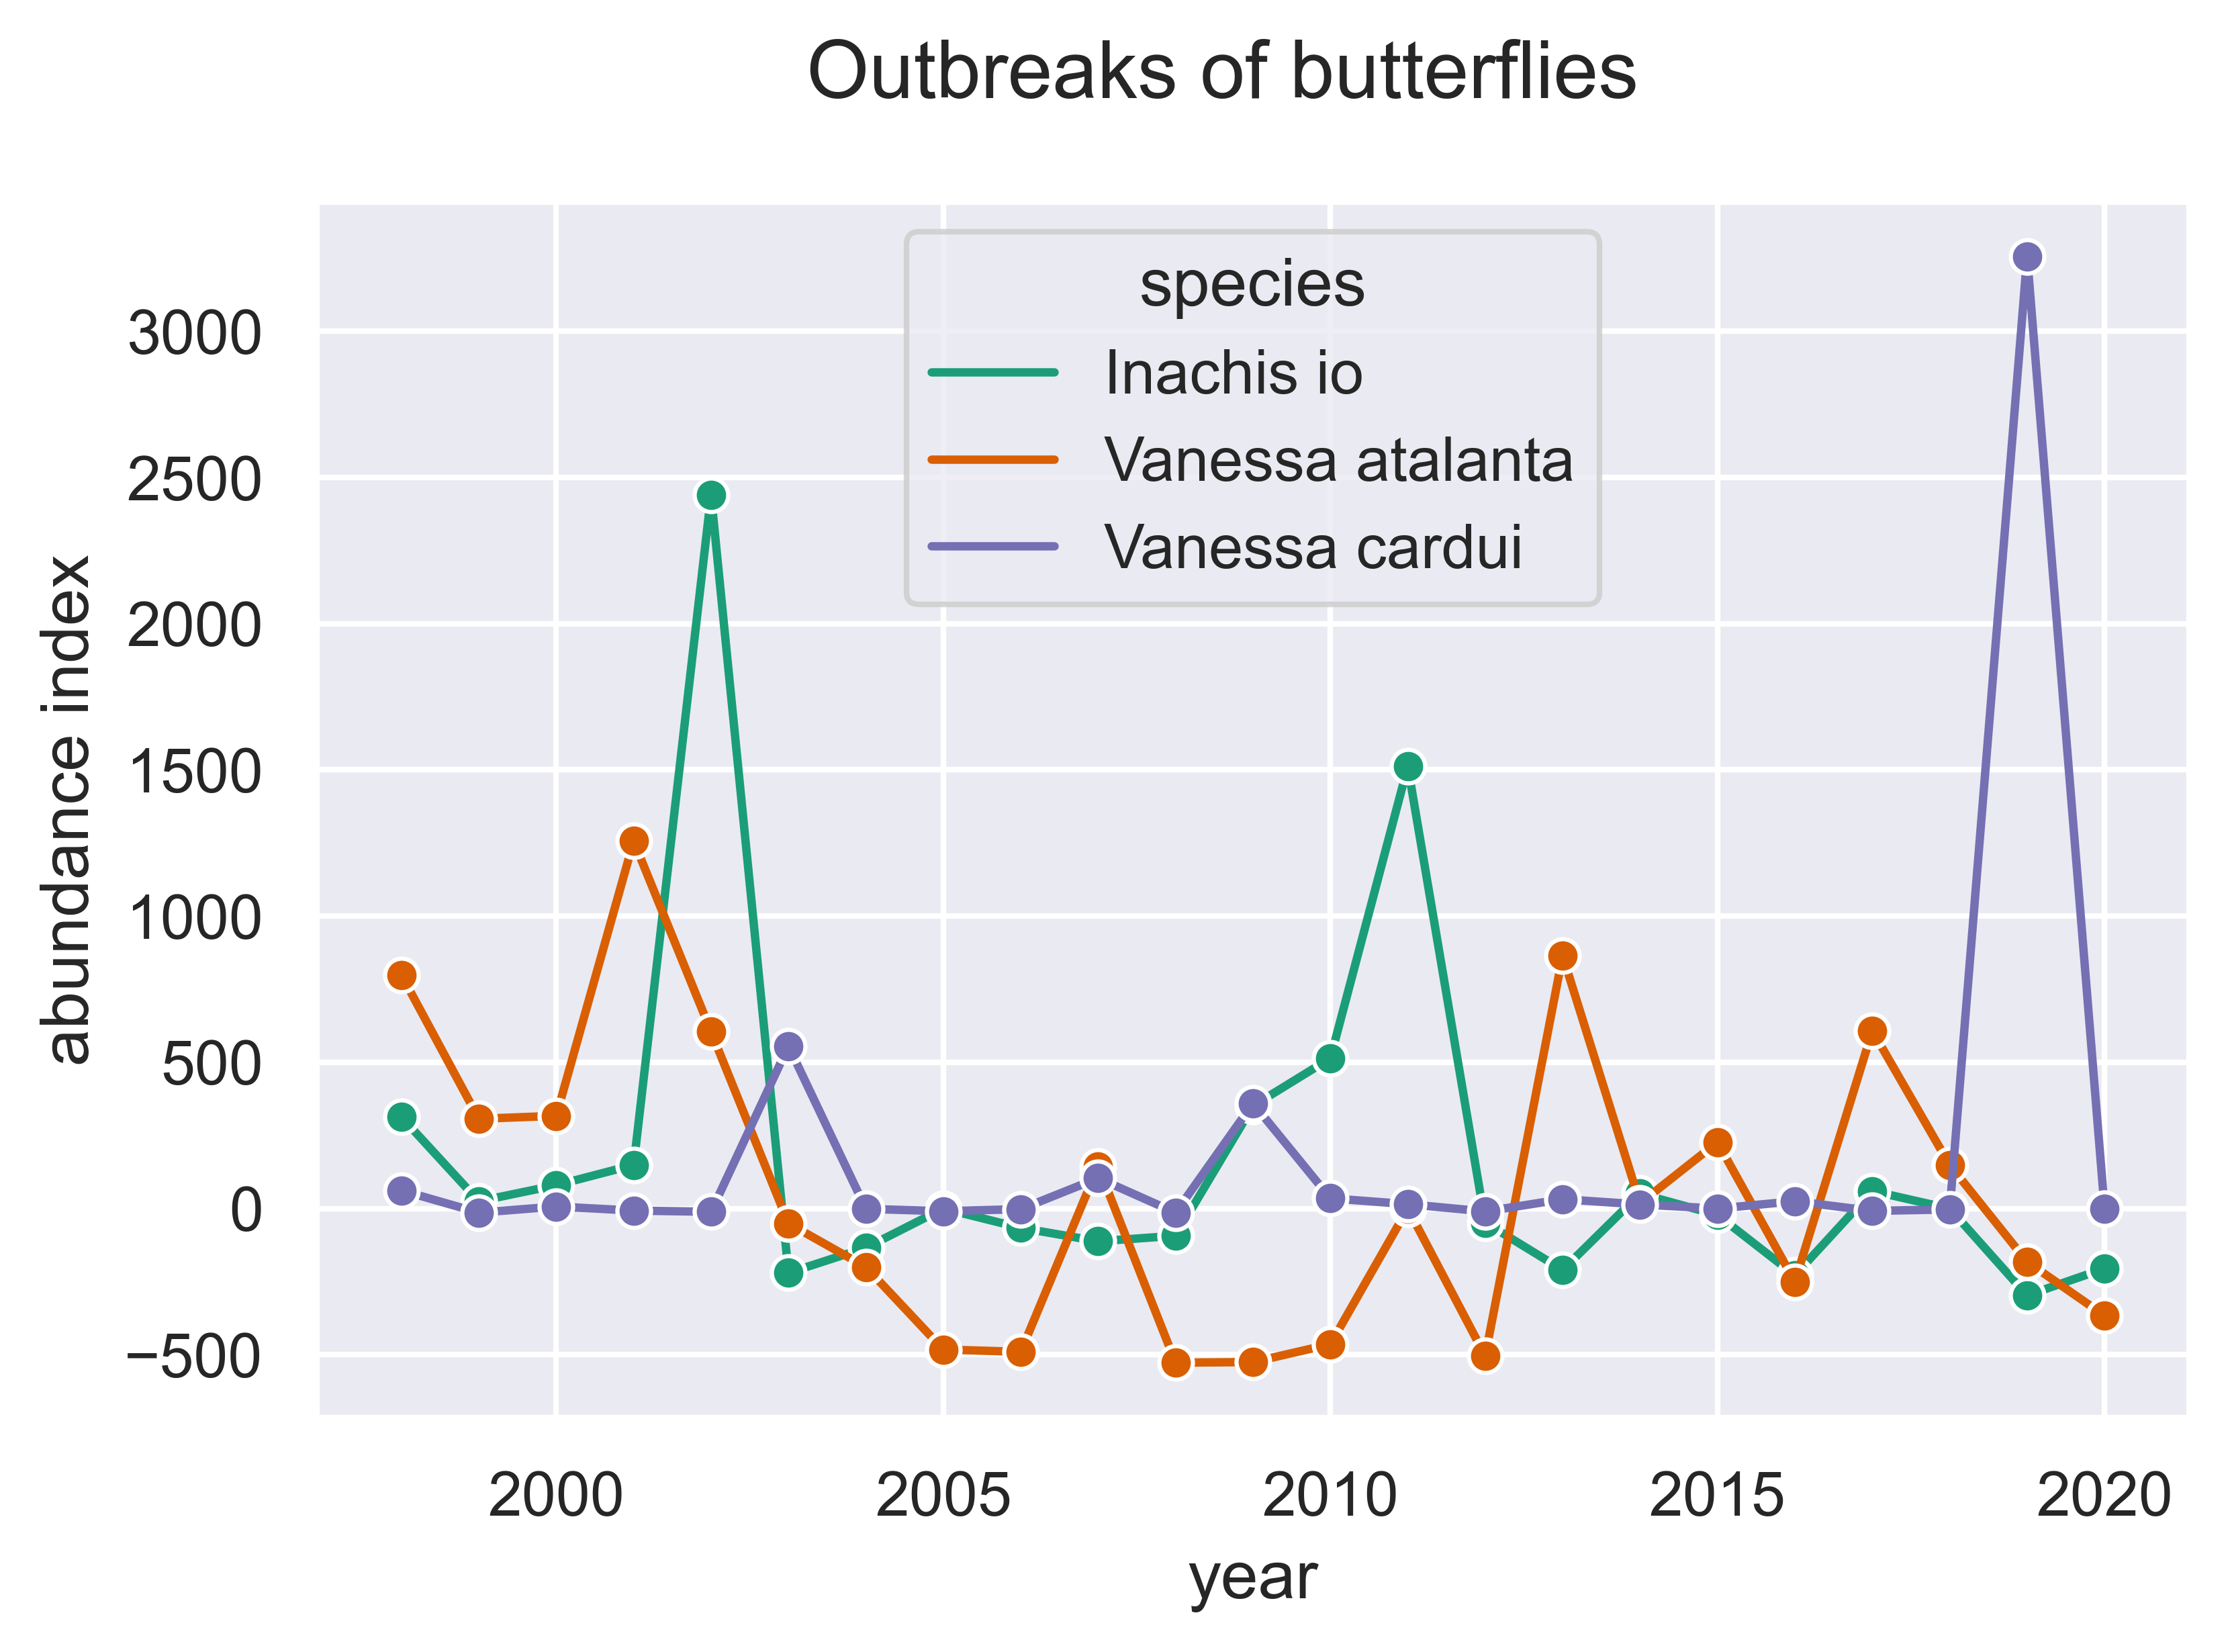 Outbreaks of butterflies
species
Inachis io
Vanessa atalanta
Vanessa cardui
3000
2500
2000
1500
1000
500
0
−500
abundance index
2000 2005 2010 2015 2020
year